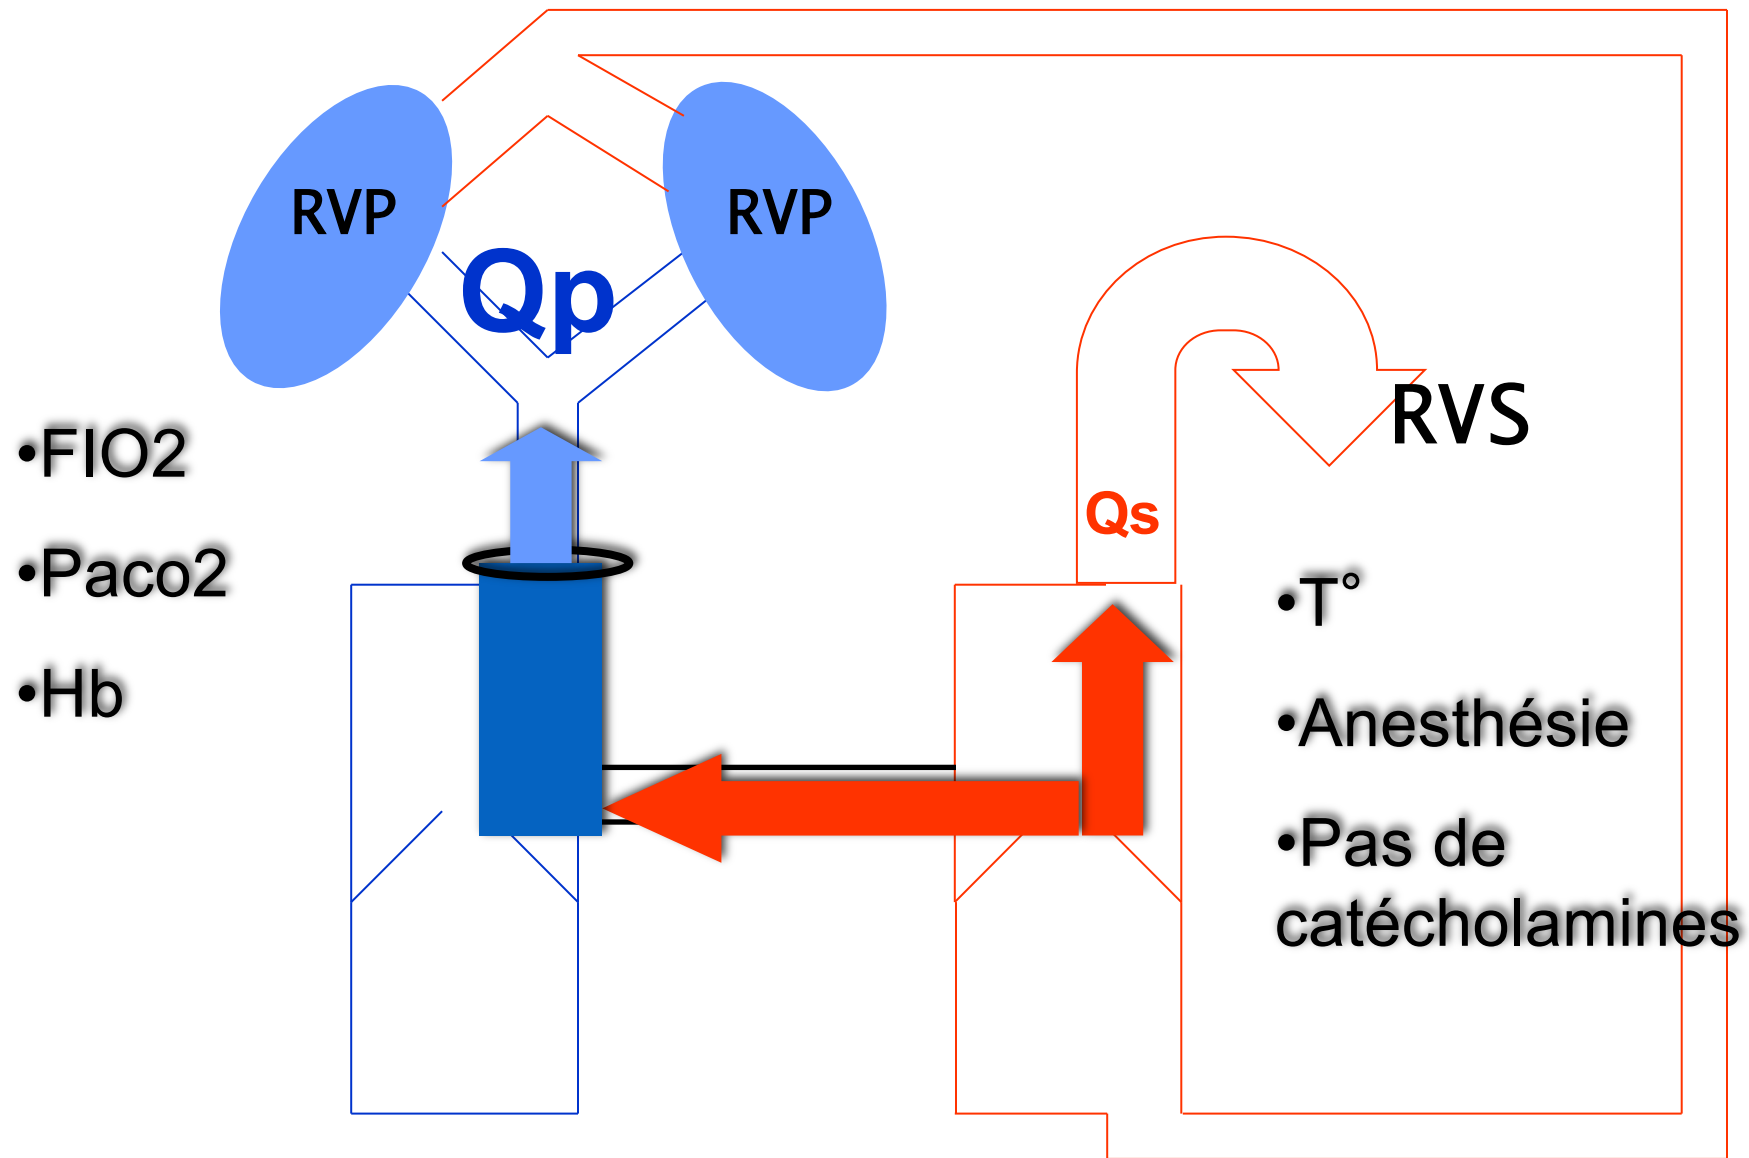 RVP
RVP
Qp
•FIO2
•Paco2
•Hb
RVS
Qs
•T°
•Anesthésie
•Pas de
catécholamines